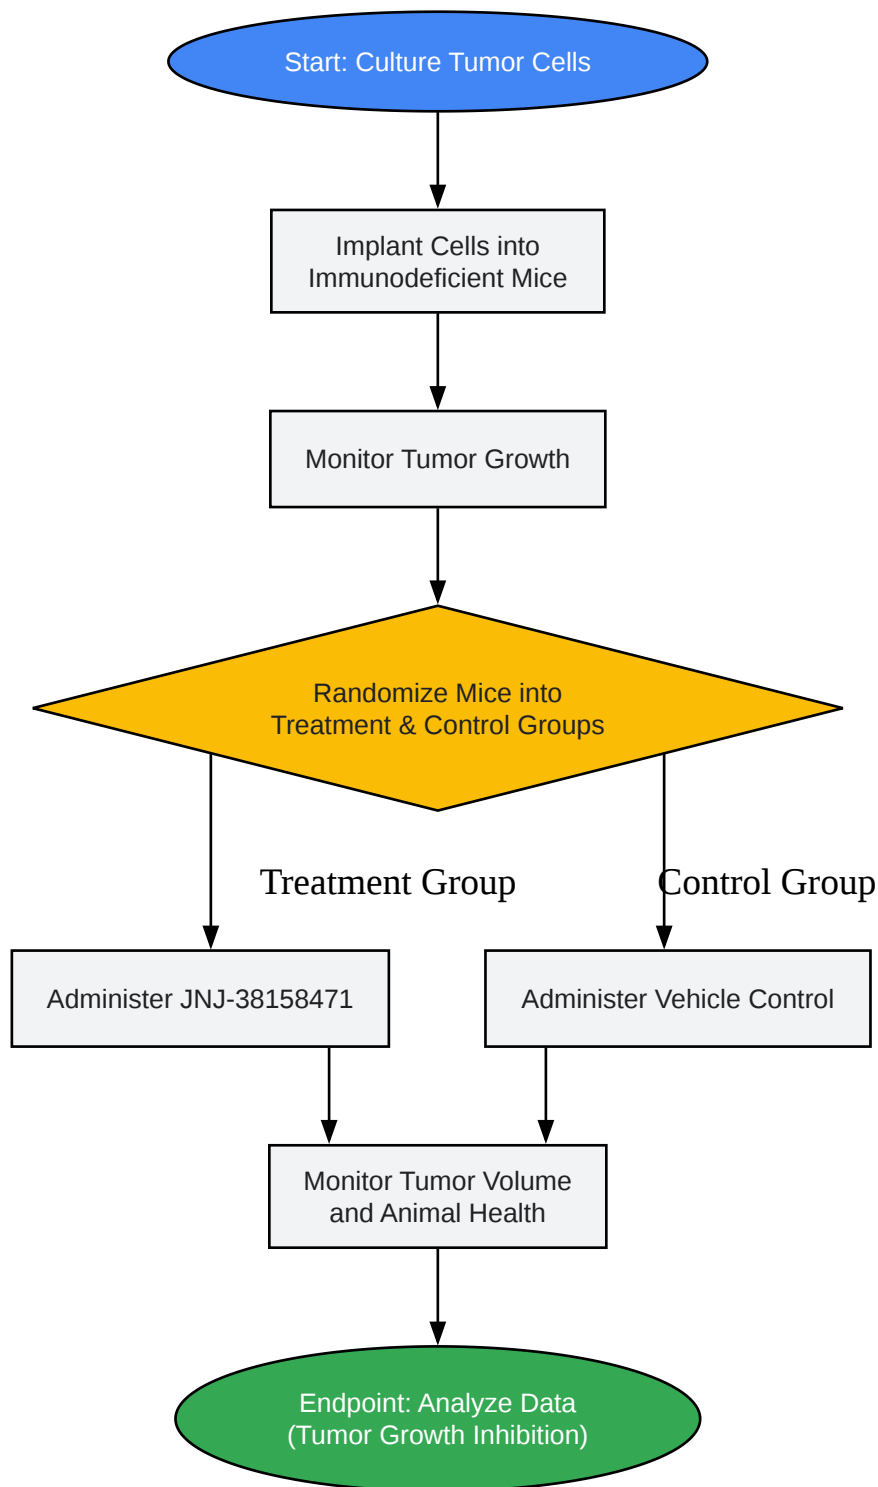 Start: Culture Tumor Cells
Implant Cells into
Immunodeficient Mice
Monitor Tumor Growth
Randomize Mice into
Treatment & Control Groups
Treatment Group
Control Group
Administer JNJ-38158471
Administer Vehicle Control
Monitor Tumor Volume
and Animal Health
Endpoint: Analyze Data
(Tumor Growth Inhibition)